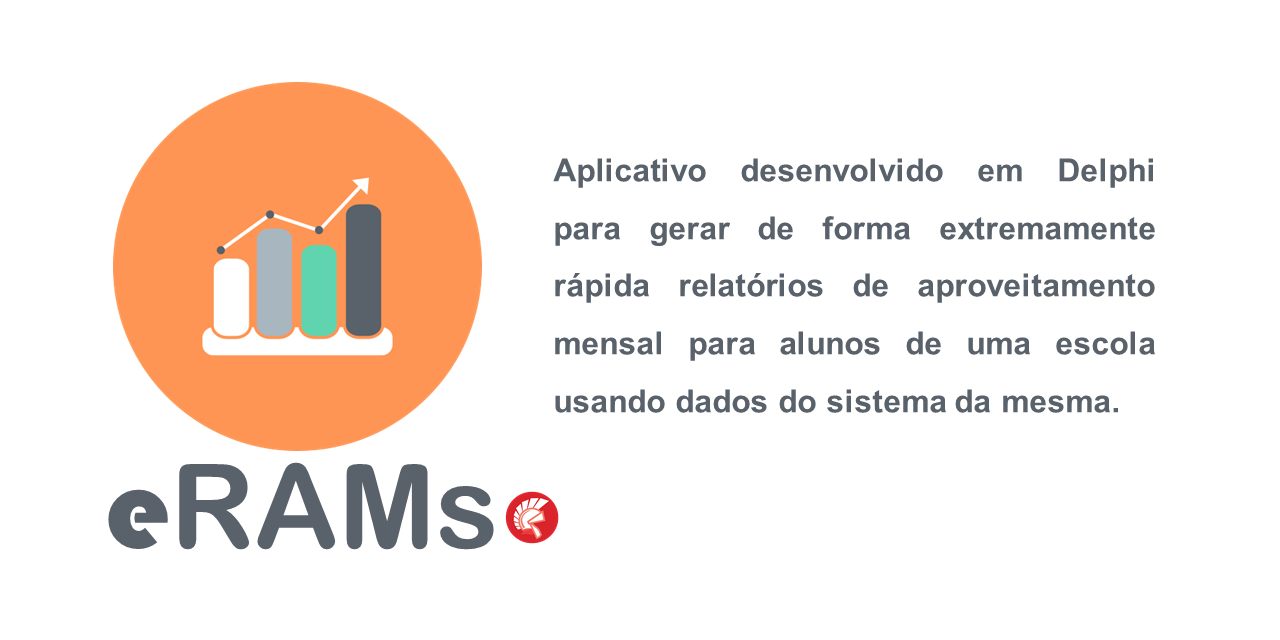 Aplicativo desenvolvido em Delphi
para gerar de forma extremamente
rápida relatórios de aproveitamento
mensal para alunos de uma escola
usando dados do sistema da mesma.
eRAMs